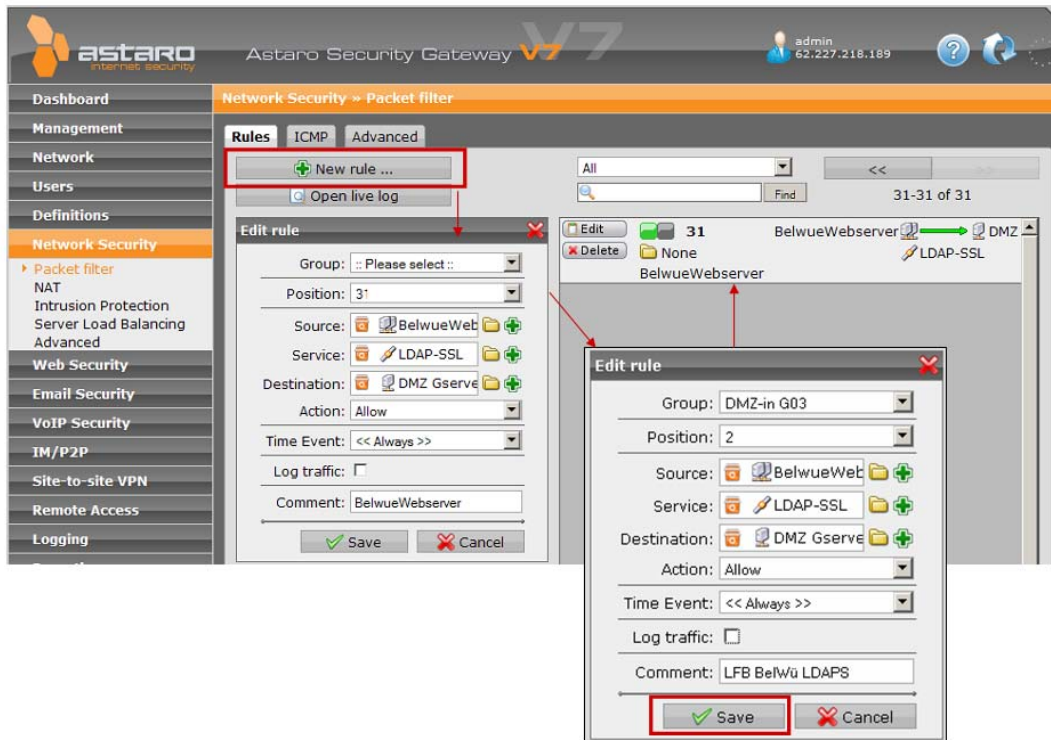 astaro
internet security
Astaro Security Gateway V7
V7
admin
62.227.218.189
Dashboard
Management
Network
Users
Definitions
Network Security
Packet filter
NAT
Intrusion Protection
Server Load Balancing
Advanced
Web Security
Email Security
VoIP Security
IM/P2P
Site-to-site VPN
Remote Access
Logging
Network Security » Packet filter
Rules ICMP Advanced
New rule ...
Open live log
All
<< >>
Find
31-31 of 31
Edit rule
Group: :: Please select ::
Position: 31
Source: BelwueWeb
Service: LDAP-SSL
Destination: DMZ Gserve
Action: Allow
Time Event: << Always >>
Log traffic:
Comment: BelwueWebserver
Save Cancel
Edit 31 BelwueWebserver DMZ
Delete None LDAP-SSL
BelwueWebserver
Edit rule
Group: DMZ-in G03
Position: 2
Source: BelwueWeb
Service: LDAP-SSL
Destination: DMZ Gserve
Action: Allow
Time Event: << Always >>
Log traffic:
Comment: LFB BelWü LDAPS
Save Cancel